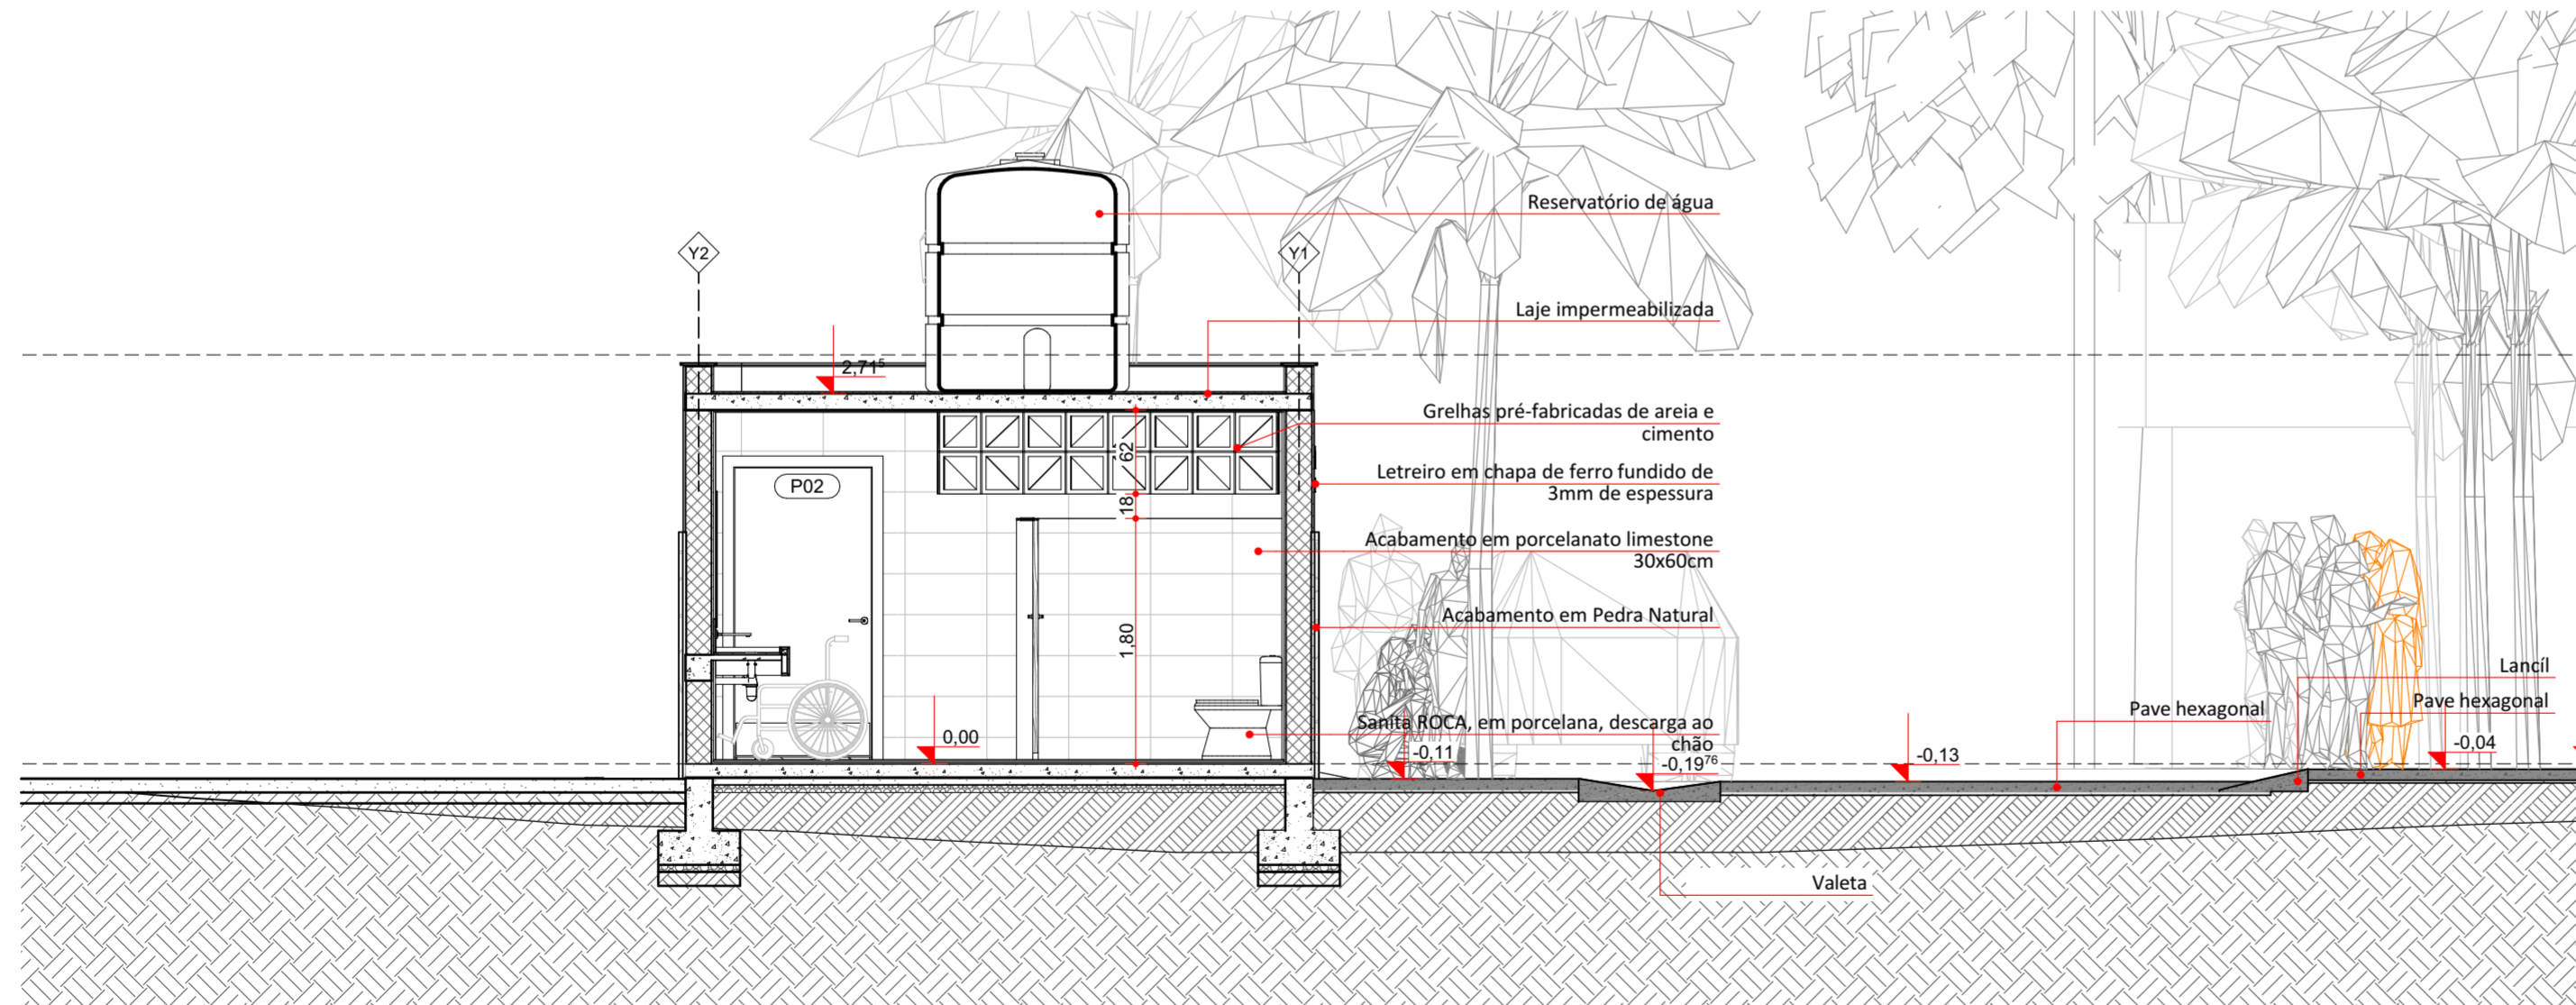 Reservatório de água
Y2
Y1
Laje impermeabilizada
2,71⁵
Grelhas pré-fabricadas de areia e
cimento
62
Letreiro em chapa de ferro fundido de
3mm de espessura
P02
18
Acabamento em porcelanato limestone
30x60cm
Acabamento em Pedra Natural
1,80
Lancíl
Pave hexagonal
Pave hexagonal
Sanita ROCA, em porcelana, descarga ao
chão
0,00
-0,11
-0,19⁷⁶
-0,13
-0,04
Valeta